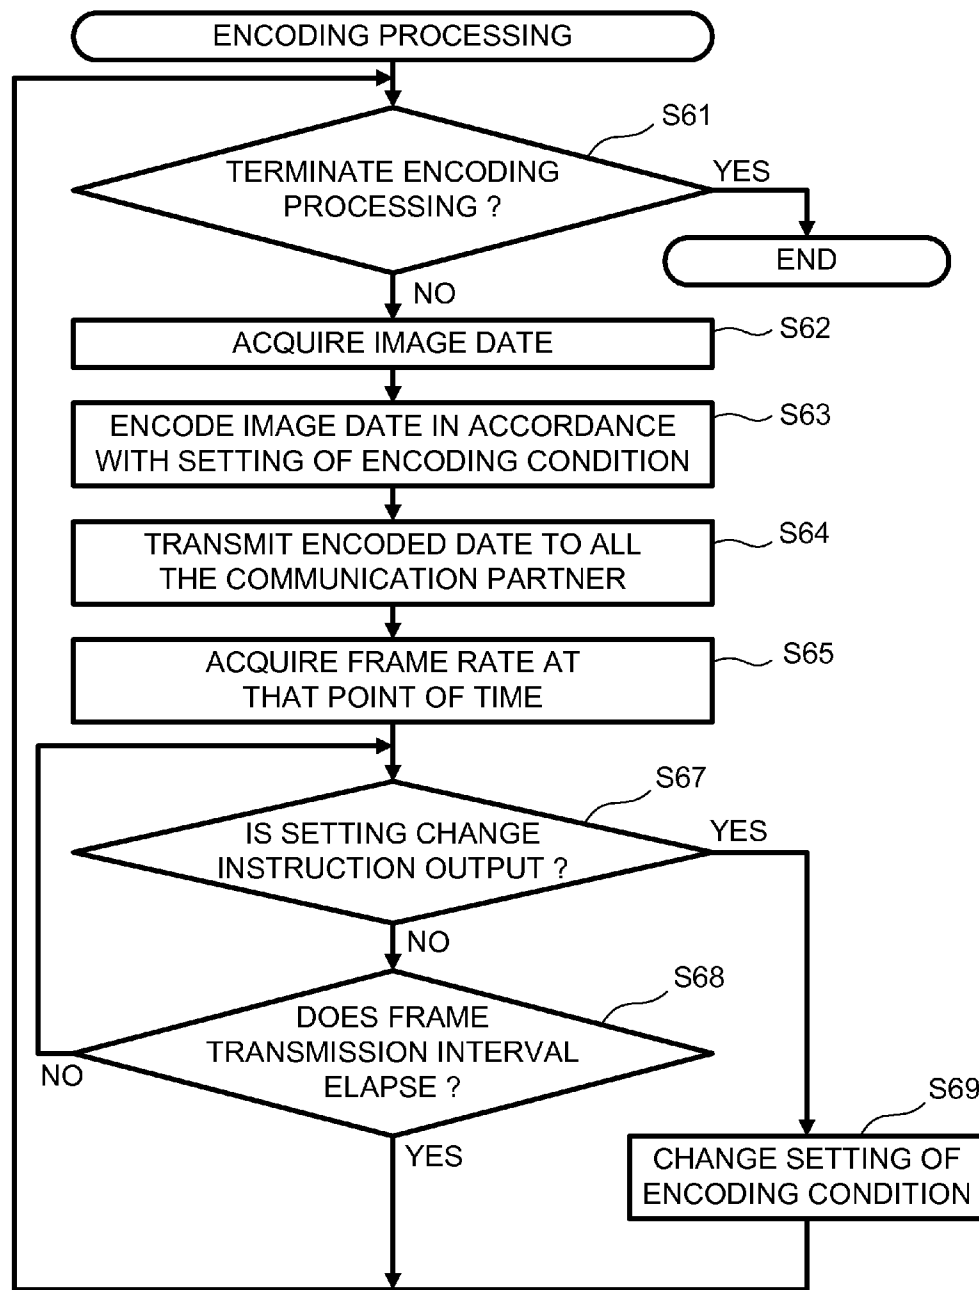 ENCODING PROCESSING
S61
TERMINATE ENCODING
PROCESSING ?
YES
END
NO
ACQUIRE IMAGE DATE
S62
ENCODE IMAGE DATE IN ACCORDANCE
WITH SETTING OF ENCODING CONDITION
S63
TRANSMIT ENCODED DATE TO ALL
THE COMMUNICATION PARTNER
S64
ACQUIRE FRAME RATE AT
THAT POINT OF TIME
S65
S67
IS SETTING CHANGE
INSTRUCTION OUTPUT ?
YES
NO
S68
DOES FRAME
TRANSMISSION INTERVAL
ELAPSE ?
NO
YES
S69
CHANGE SETTING OF
ENCODING CONDITION